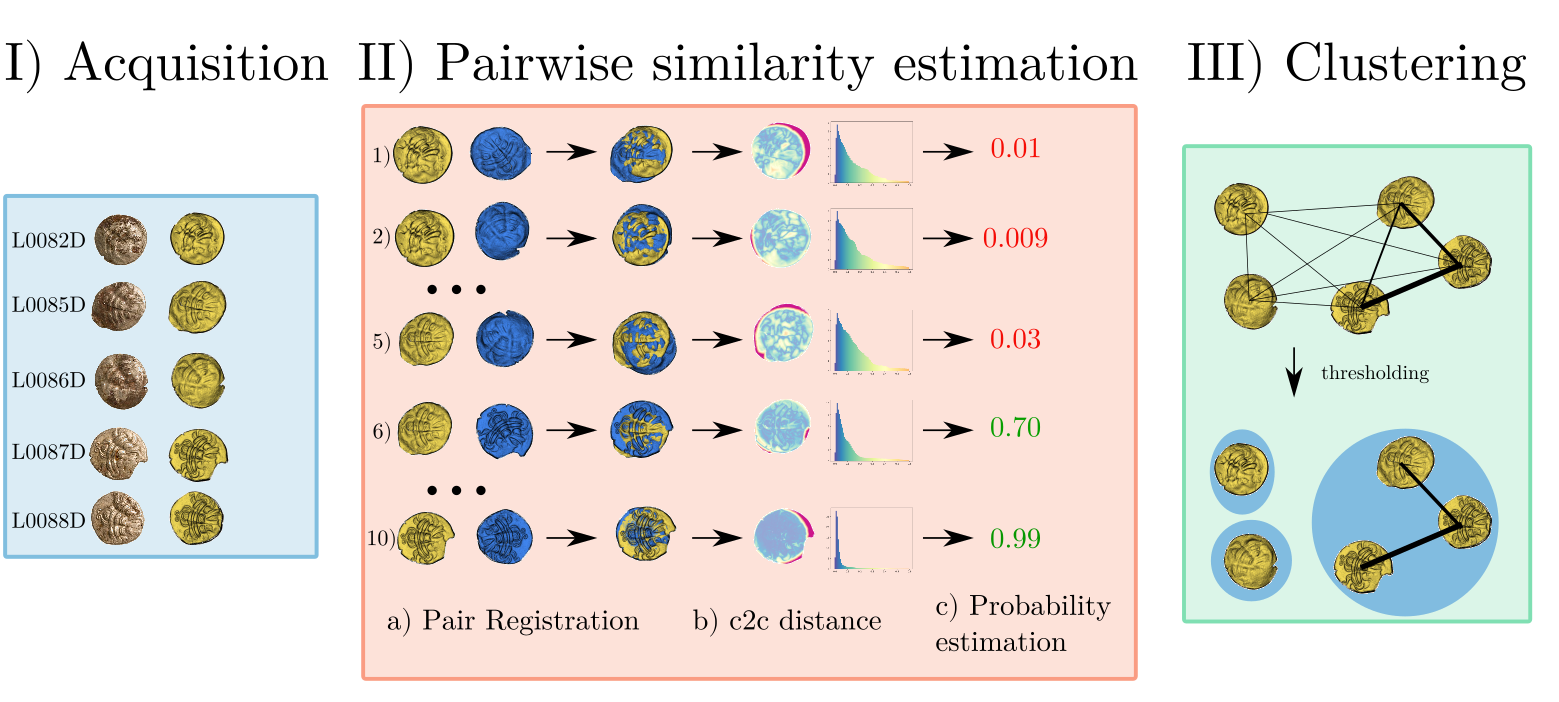 I) Acquisition
II) Pairwise similarity estimation
III) Clustering
L0082D
L0085D
L0086D
L0087D
L0088D
1)
0.01
2)
0.009
5)
0.03
6)
0.70
10)
0.99
a) Pair Registration
b) c2c distance
c) Probability
estimation
thresholding